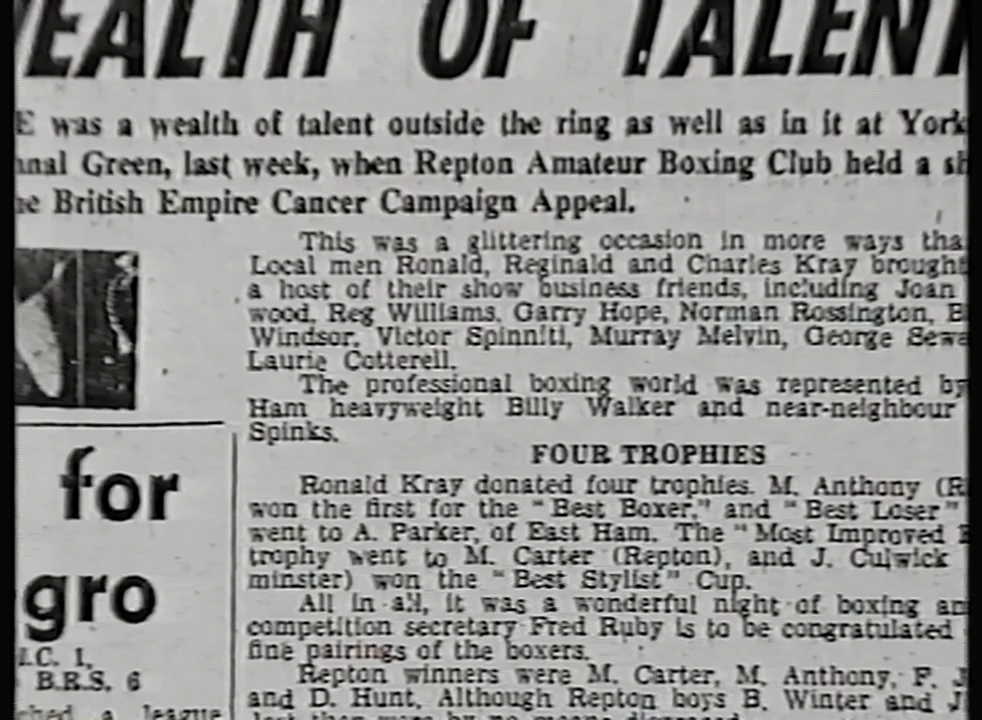 EALTH OF TALENT
E was a wealth of talent outside the ring as well as in it at York
nal Green, last week, when Repton Amateur Boxing Club held a sh
e British Empire Cancer Campaign Appeal.
This was a glittering occasion in more ways tha
Local men Ronald, Reginald and Charles Kray brought
a host of their show business friends, including Joan
wood, Reg Williams, Garry Hope, Norman Rossington, B
Windsor, Victor Spinniti, Murray Melvin, George Sewe
Laurie Cotterell.
The professional boxing world was represented by
Ham heavyweight Billy Walker and near-neighbour
Spinks.
FOUR TROPHIES
Ronald Kray donated four trophies. M. Anthony (R
won the first for the "Best Boxer," and "Best Loser"
went to A. Parker, of East Ham. The "Most Improved B
trophy went to M. Carter (Repton), and J. Culwick
minster) won the "Best Stylist" Cup.
All in all, it was a wonderful night of boxing an
competition secretary Fred Ruby is to be congratulated
fine pairings of the boxers.
Repton winners were M. Carter, M. Anthony, F. J
and D. Hunt. Although Repton boys B. Winter and J
for
gro
I.C. 1,
B.R.S. 6
ched a league